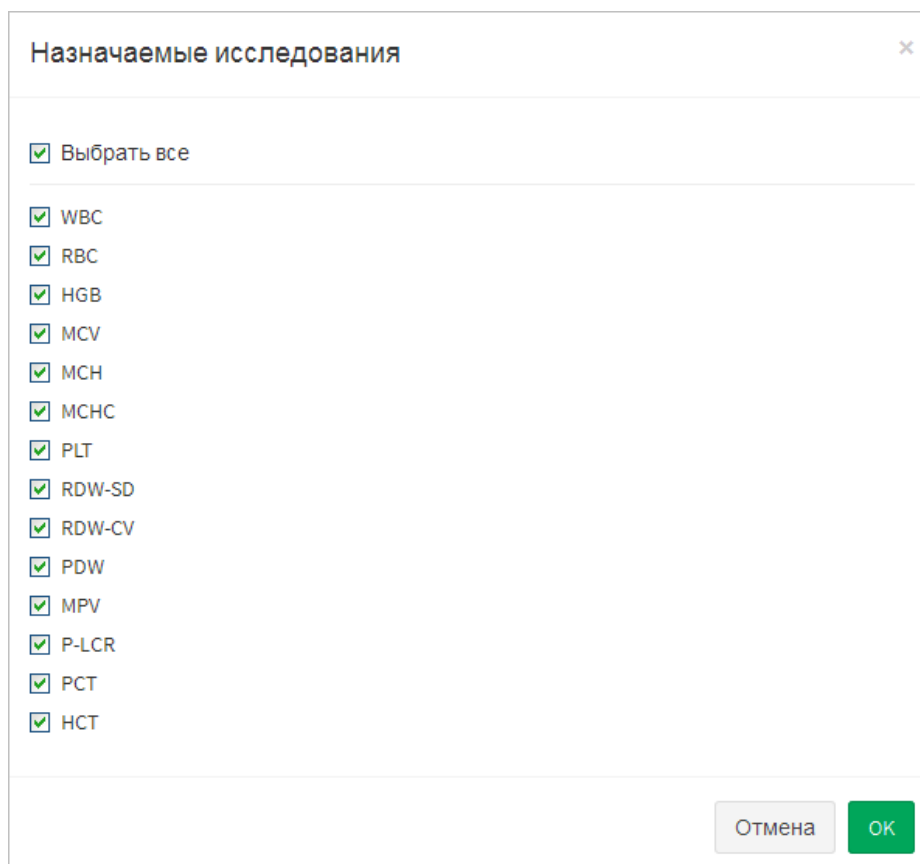 Назначаемые исследования ×
Выбрать все
WBC
RBC
HGB
MCV
MCH
MCHC
PLT
RDW-SD
RDW-CV
PDW
MPV
P-LCR
PCT
HCT
Отмена OK